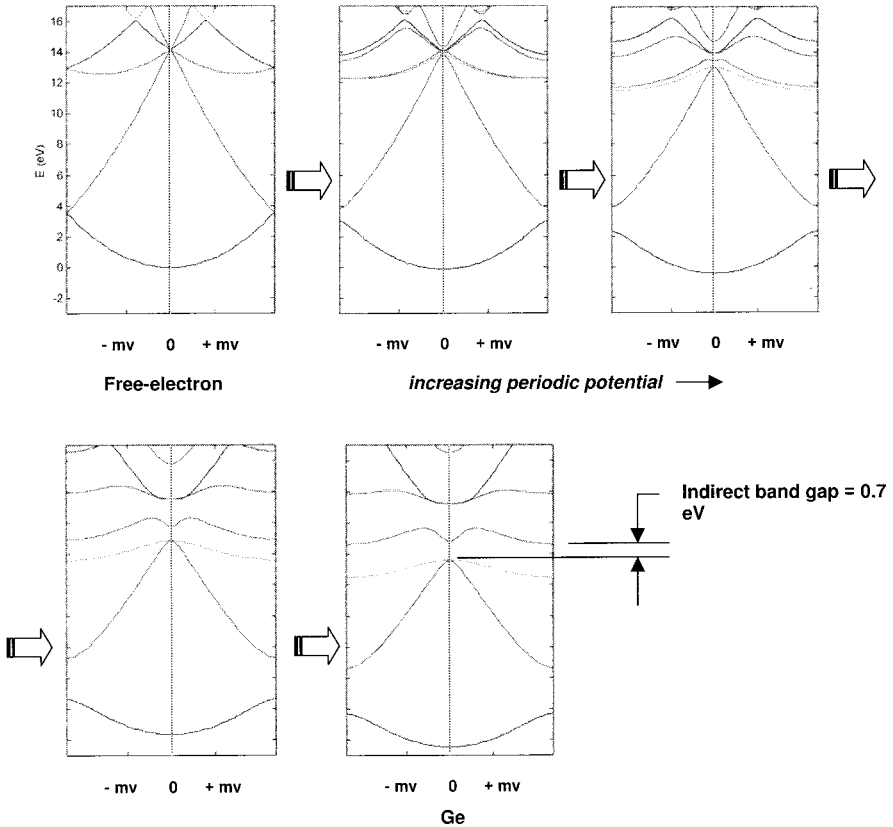 16
14
12
10
8
6
4
2
0
-2
E (eV)
- mv 0 + mv
- mv 0 + mv
- mv 0 + mv
Free-electron
increasing periodic potential
Indirect band gap = 0.7
eV
- mv 0 + mv
- mv 0 + mv
Ge